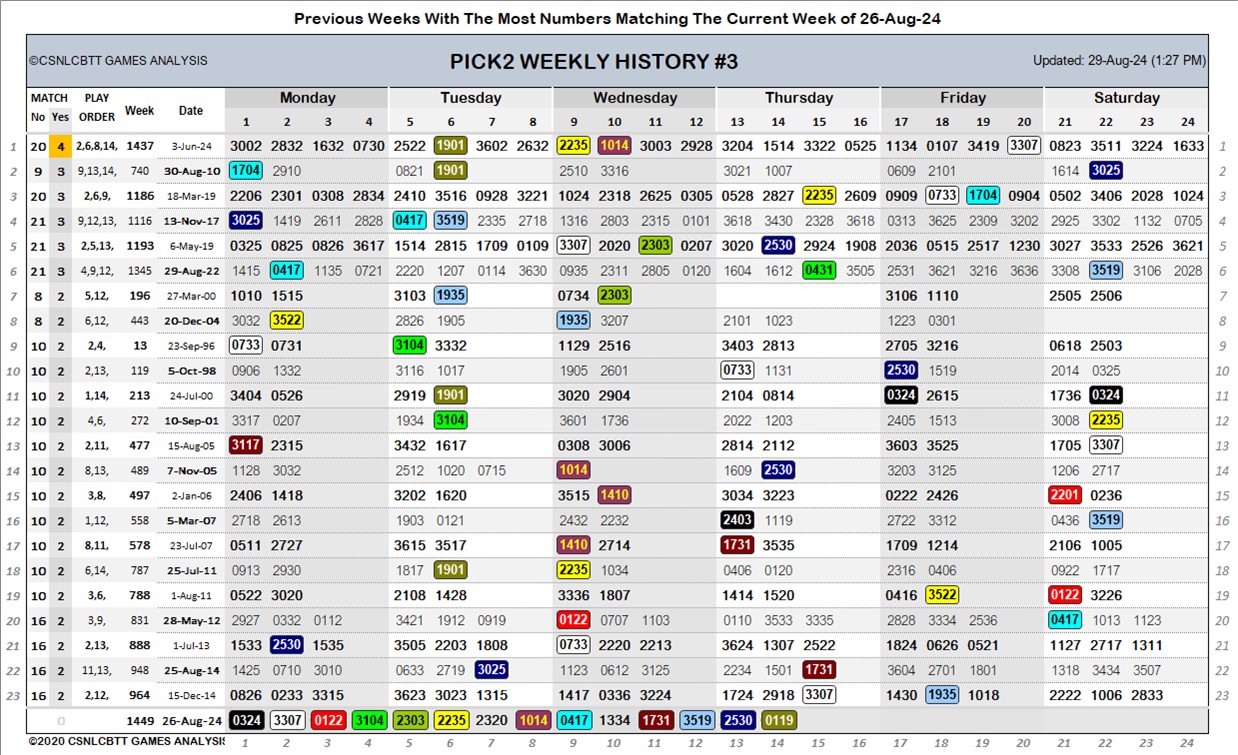 Previous Weeks With The Most Numbers Matching The Current Week of 26-Aug-24
©CSNLCBTT GAMES ANALYSIS PICK2 WEEKLY HISTORY #3 Updated: 29-Aug-24 (1:27 PM)
MATCH PLAY Week Date Monday Tuesday Wednesday Thursday Friday Saturday
No Yes ORDER 1 2 3 4 5 6 7 8 9 10 11 12 13 14 15 16 17 18 19 20 21 22 23 24
1 20 4 2,6,8,14, 1437 3-Jun-24 3002 2832 1632 0730 2522 1901 3602 2632 2235 1014 3003 2928 3204 1514 3322 0525 1134 0107 3419 3307 0823 3511 3224 1633 1
2 9 3 9,13,14, 740 30-Aug-10 1704 2910 0821 1901 2510 3316 3021 1007 0609 2101 1614 3025 2
3 20 3 2,6,9, 1186 18-Mar-19 2206 2301 0308 2834 2410 3516 0928 3221 1024 2318 2625 0305 0528 2827 2235 2609 0909 0733 1704 0904 0502 3406 2028 1024 3
4 21 3 9,12,13, 1116 13-Nov-17 3025 1419 2611 2828 0417 3519 2335 2718 1316 2803 2315 0101 3618 3430 2328 3618 0313 3625 2309 3202 2925 0322 1132 0705 4
5 21 3 2,5,13, 1193 6-May-19 0325 0825 0826 3617 1514 2815 1709 0109 3307 2020 2303 0207 3020 2530 2924 1908 2036 0515 2517 1230 3027 3533 2526 3621 5
6 21 3 4,9,12, 1345 29-Aug-22 1415 0417 1135 0721 2220 1207 0114 3630 0935 2311 2805 0120 1604 1612 0431 3505 2531 3621 3216 3636 3308 3519 3106 2028 6
7 8 2 5,12, 196 27-Mar-00 1010 1515 3103 1935 0734 2303 3106 1110 2505 2506 7
8 8 2 6,12, 443 20-Dec-04 3032 3522 2826 1905 1935 3207 2101 1023 1223 0301 8
9 10 2 2,4, 13 23-Sep-96 0733 0731 3104 3332 1129 2516 3403 2813 2705 3216 0618 2503 9
10 10 2 2,13, 119 5-Oct-98 0906 1332 3116 1017 1905 2601 0733 1131 2530 1519 2014 0325 10
11 10 2 1,14, 213 24-Jul-00 3404 0526 2919 1901 3020 2904 2104 0814 0324 2615 1736 0324 11
12 10 2 4,6, 272 10-Sep-01 3317 0207 1934 3104 3601 1736 2022 1203 2405 1513 3008 2235 12
13 10 2 2,11, 477 15-Aug-05 3117 2315 3432 1617 0308 3006 2814 2112 3603 3525 1705 3307 13
14 10 2 8,13, 489 7-Nov-05 1128 3032 2512 1020 0715 1014 1609 2530 3203 3125 1206 2717 14
15 10 2 3,8, 497 2-Jan-06 2406 1418 3202 1620 3515 1410 3034 3223 0222 2426 2201 0236 15
16 10 2 1,12, 558 5-Mar-07 2718 2613 1903 0121 2432 2232 2403 1119 2722 3312 0436 3519 16
17 10 2 8,11, 578 23-Jul-07 0511 2727 3615 3517 1410 2714 1731 3535 1709 1214 2106 1005 17
18 10 2 6,14, 787 25-Jul-11 0913 2930 1817 1901 2235 1034 0406 0120 2316 0406 0922 1717 18
19 10 2 3,6, 788 1-Aug-11 0522 3020 2108 1428 3336 1807 1414 1520 0416 3522 0122 3226 19
20 16 2 3,9, 831 28-May-12 2927 0332 0112 3421 1912 0919 0122 0707 1103 0110 3533 3335 2828 3334 2536 0417 1013 1123 20
21 16 2 2,13, 888 1-Jul-13 1533 2530 1535 3505 2203 1808 0733 2220 2213 3624 1307 2522 1824 0626 0521 1127 2717 1311 21
22 16 2 11,13, 948 25-Aug-14 1425 0710 3010 0633 2719 3025 1123 0612 3125 2234 1501 1731 3604 2701 1801 1318 3434 3507 22
23 16 2 2,12, 964 15-Dec-14 0826 0233 3315 3623 3023 1315 1417 0336 3224 1724 2918 3307 1430 1935 1018 2222 1006 2833 23
0 1449 26-Aug-24 0324 3307 0122 3104 2303 2235 2320 1014 0417 1334 1731 3519 2530 0119
©2020 CSNLCBTT GAMES ANALYSIS 1 2 3 4 5 6 7 8 9 10 11 12 13 14 15 16 17 18 19 20 21 22 23 24